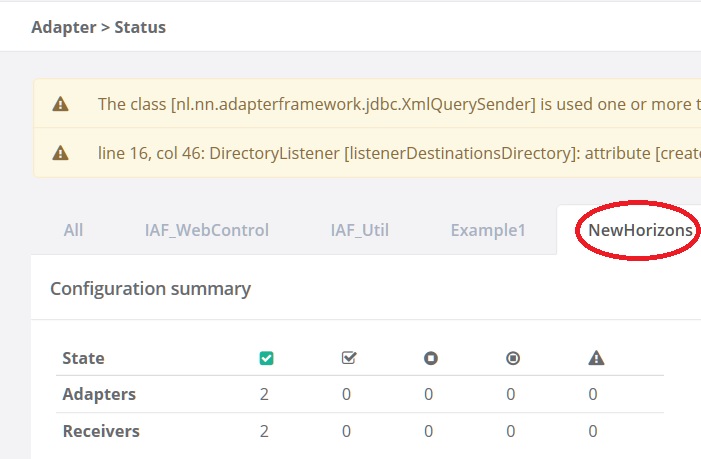 Adapter > Status
The class [nl.nn.adapterframework.jdbc.XmlQuerySender] is used one or more t
line 16, col 46: DirectoryListener [listenerDestinationsDirectory]: attribute [create
All IAF_WebControl IAF_Util Example1 NewHorizons
Configuration summary
State
Adapters 2 0 0 0 0
Receivers 2 0 0 0 0